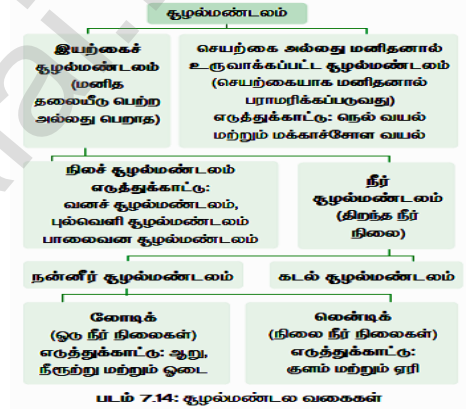 சூழல்மண்டலம்
இயற்கைச்
சூழல்மண்டலம்
(மனித
தலையீடு பெற்ற
அல்லது பெறாத)
செயற்கை அல்லது மனிதனால்
உருவாக்கப்பட்ட சூழல்மண்டலம்
(செயற்கையாக மனிதனால்
பராமரிக்கப்படுவது)
எடுத்துக்காட்டு: நெல் வயல்
மற்றும் மக்காச்சோள வயல்
நிலச் சூழல்மண்டலம்
எடுத்துக்காட்டு:
வனச் சூழல்மண்டலம்,
புல்வெளி சூழல்மண்டலம்
பாலைவன சூழல்மண்டலம்
நீர்
சூழல்மண்டலம்
(திறந்த நீர்
நிலை)
நன்னீர் சூழல்மண்டலம்
கடல் சூழல்மண்டலம்
லோடிக்
(ஓடு நீர் நிலைகள்)
எடுத்துக்காட்டு: ஆறு,
நீரூற்று மற்றும் ஓடை
லென்டிக்
(நிலை நீர் நிலைகள்)
எடுத்துக்காட்டு:
குளம் மற்றும் ஏரி
படம் 7.14: சூழல்மண்டல வகைகள்